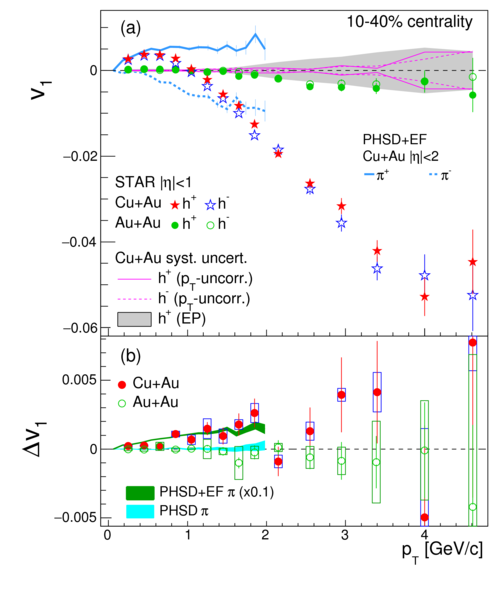 (a)
10-40% centrality
v1
0
−0.02
−0.04
−0.06
PHSD+EF
Cu+Au |η|<2
π+
π-
STAR |η|<1
Cu+Au h+ h-
Au+Au h+ h-
Cu+Au syst. uncert.
h+ (pT-uncorr.)
h- (pT-uncorr.)
h+ (EP)
(b)
Cu+Au
Au+Au
Δv1
0.005
0
−0.005
PHSD+EF π (x0.1)
PHSD π
0 1 2 3 4
pT [GeV/c]